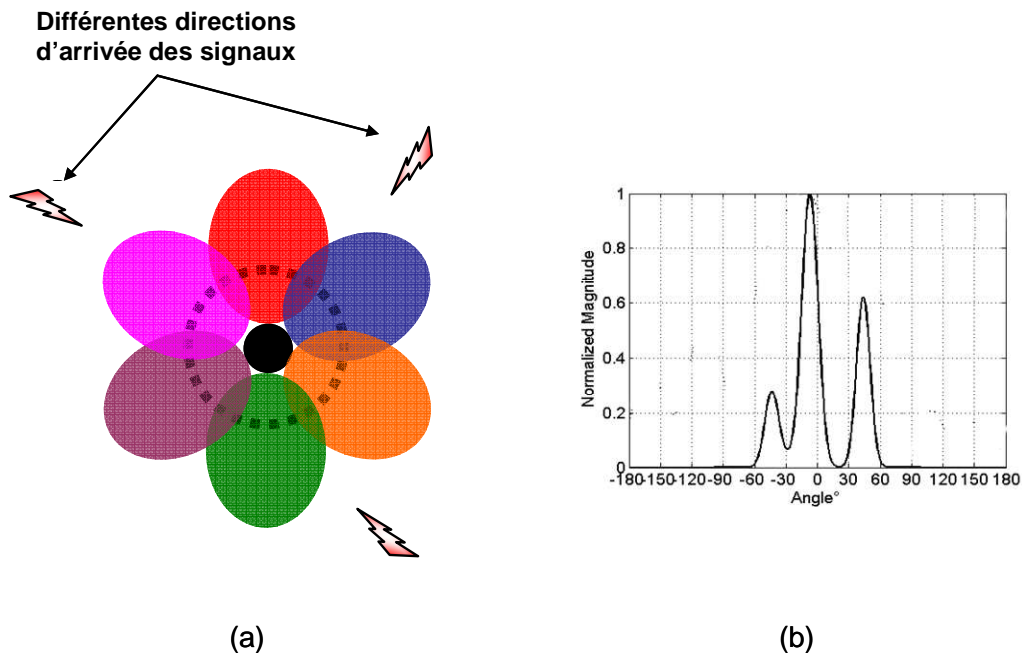 Différentes directions
d'arrivée des signaux
1
0.8
0.6
0.4
0.2
0
Normalized Magnitude
-180-150-120 -90 -60 -30 0 30 60 90 120 150 180
Angle°
(a)
(b)